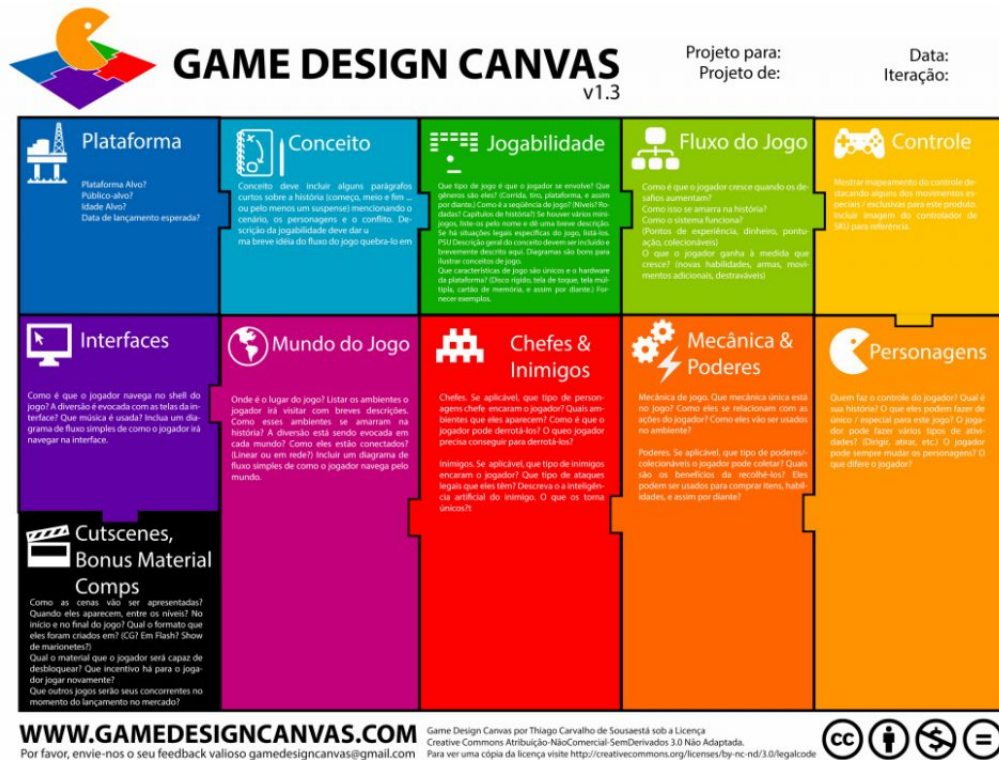 GAME DESIGN CANVAS
v1.3
Projeto para:
Projeto de:
Data:
Iteração:
Plataforma
Plataforma Alvo?
Público-alvo?
Idade Alvo?
Data de lançamento esperada?
Conceito
Conceito deve incluir alguns parágrafos
curtos sobre a história (começo, meio e fim ...
ou pelo menos um suspense) mencionando o
cenário, os personagens e o conflito. De-
scrição da jogabilidade deve dar u
ma breve idéia do fluxo do jogo quebra-lo em
Jogabilidade
Que tipo de jogo é que o jogador se envolve? Que
gêneros são eles? (Corrida, tiro, plataforma, e assim
por diante.) Como é a seqüência de jogo? (Níveis? Ro-
dadas? Capítulos de história?) Se houver vários mini-
jogos, liste-os pelo nome e dê uma breve descrição.
Se há situações legais específicas do jogo, listá-los.
PSU Descrição geral do conceito devem ser incluído e
brevemente descrito aqui. Diagramas são bons para
ilustrar conceitos de jogo.
Que características de jogo são únicos e o hardware
da plataforma? (Disco rígido, tela de toque, tela múl-
tipla, cartão de memória, e assim por diante.) For-
necer exemplos.
Fluxo do Jogo
Como é que o jogador cresce quando os de-
safios aumentam?
Como isso se amarra na história?
Como o sistema funciona?
(Pontos de experiência, dinheiro, pontu-
ação, colecionáveis)
O que o jogador ganha à medida que
cresce? (novas habilidades, armas, movi-
mentos adicionais, destraváveis)
Controle
Mostrar mapeamento do controle de-
stacando alguns dos movimentos es-
peciais / exclusivas para este produto.
Incluir imagem do controlador de
SKU para referência.
Interfaces
Como é que o jogador navega no shell do
jogo? A diversão é evocada com as telas da in-
terface? Que música é usada? Inclua um dia-
grama de fluxo simples de como o jogador irá
navegar na interface.
Mundo do Jogo
Onde é o lugar do jogo? Listar os ambientes o
jogador irá visitar com breves descrições.
Como esses ambientes se amarram na
história? A diversão está sendo evocada em
cada mundo? Como eles estão conectados?
(Linear ou em rede?) Incluir um diagrama de
fluxo simples de como o jogador navega pelo
mundo.
Chefes &
Inimigos
Chefes. Se aplicável, que tipo de person-
agens chefe encaram o jogador? Quais am-
bientes que eles aparecem? Como é que o
jogador pode derrotá-los? O queo jogador
precisa conseguir para derrotá-los?
Inimigos. Se aplicável, que tipo de inimigos
encaram o jogador? Que tipo de ataques
legais que eles têm? Descreva o a inteligên-
cia artificial do inimigo. O que os torna
únicos?t
Mecânica &
Poderes
Mecânica de jogo. Que mecânica única está
no jogo? Como eles se relacionam com as
ações do jogador? Como eles vão ser usados
no ambiente?
Poderes. Se aplicável, que tipo de poderes/
colecionáveis o jogador pode coletar? Quais
são os benefícios da recolhê-los? Eles
podem ser usados para comprar itens, habil-
idades, e assim por diante?
Personagens
Quem faz o controle do jogador? Qual é
sua história? O que eles podem fazer de
único / especial para este jogo? O joga-
dor pode fazer vários tipos de ativi-
dades? (Dirigir, atirar, etc.) O jogador
pode sempre mudar os personagens? O
que difere o jogador?
Cutscenes,
Bonus Material
Comps
Como as cenas vão ser apresentadas?
Quando eles aparecem, entre os níveis? No
início e no final do jogo? Qual o formato que
eles foram criados em? (CG? Em Flash? Show
de marionetes?)
Qual o material que o jogador será capaz de
desbloquear? Que incentivo há para o joga-
dor jogar novamente?
Que outros jogos serão seus concorrentes no
momento do lançamento no mercado?
WWW.GAMEDESIGNCANVAS.COM
Por favor, envie-nos o seu feedback valioso gamedesigncanvas@gmail.com
Game Design Canvas por Thiago Carvalho de Sousaestá sob a Licença
Creative Commons Atribuição-NãoComercial-SemDerivados 3.0 Não Adaptada.
Para ver uma cópia da licença visite http://creativecommons.org/licenses/by-nc-nd/3.0/legalcode
cc